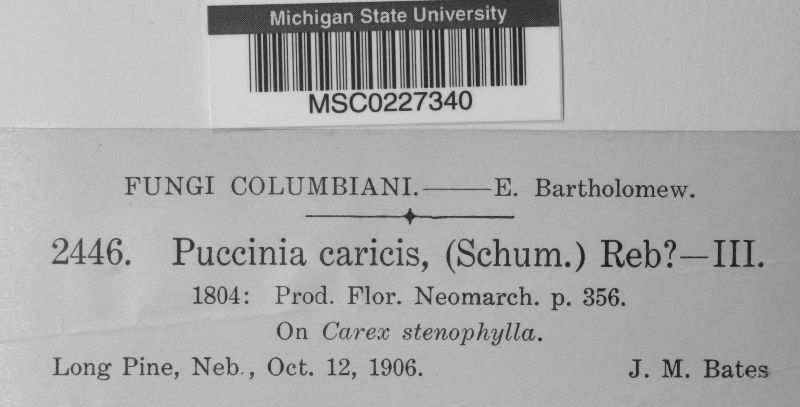 Michigan State University
MSC0227340
FUNGI COLUMBIANI.——E. Bartholomew.
2446. Puccinia caricis, (Schum.) Reb?—III.
1804: Prod. Flor. Neomarch. p. 356.
On Carex stenophylla.
Long Pine, Neb., Oct. 12, 1906. J. M. Bates